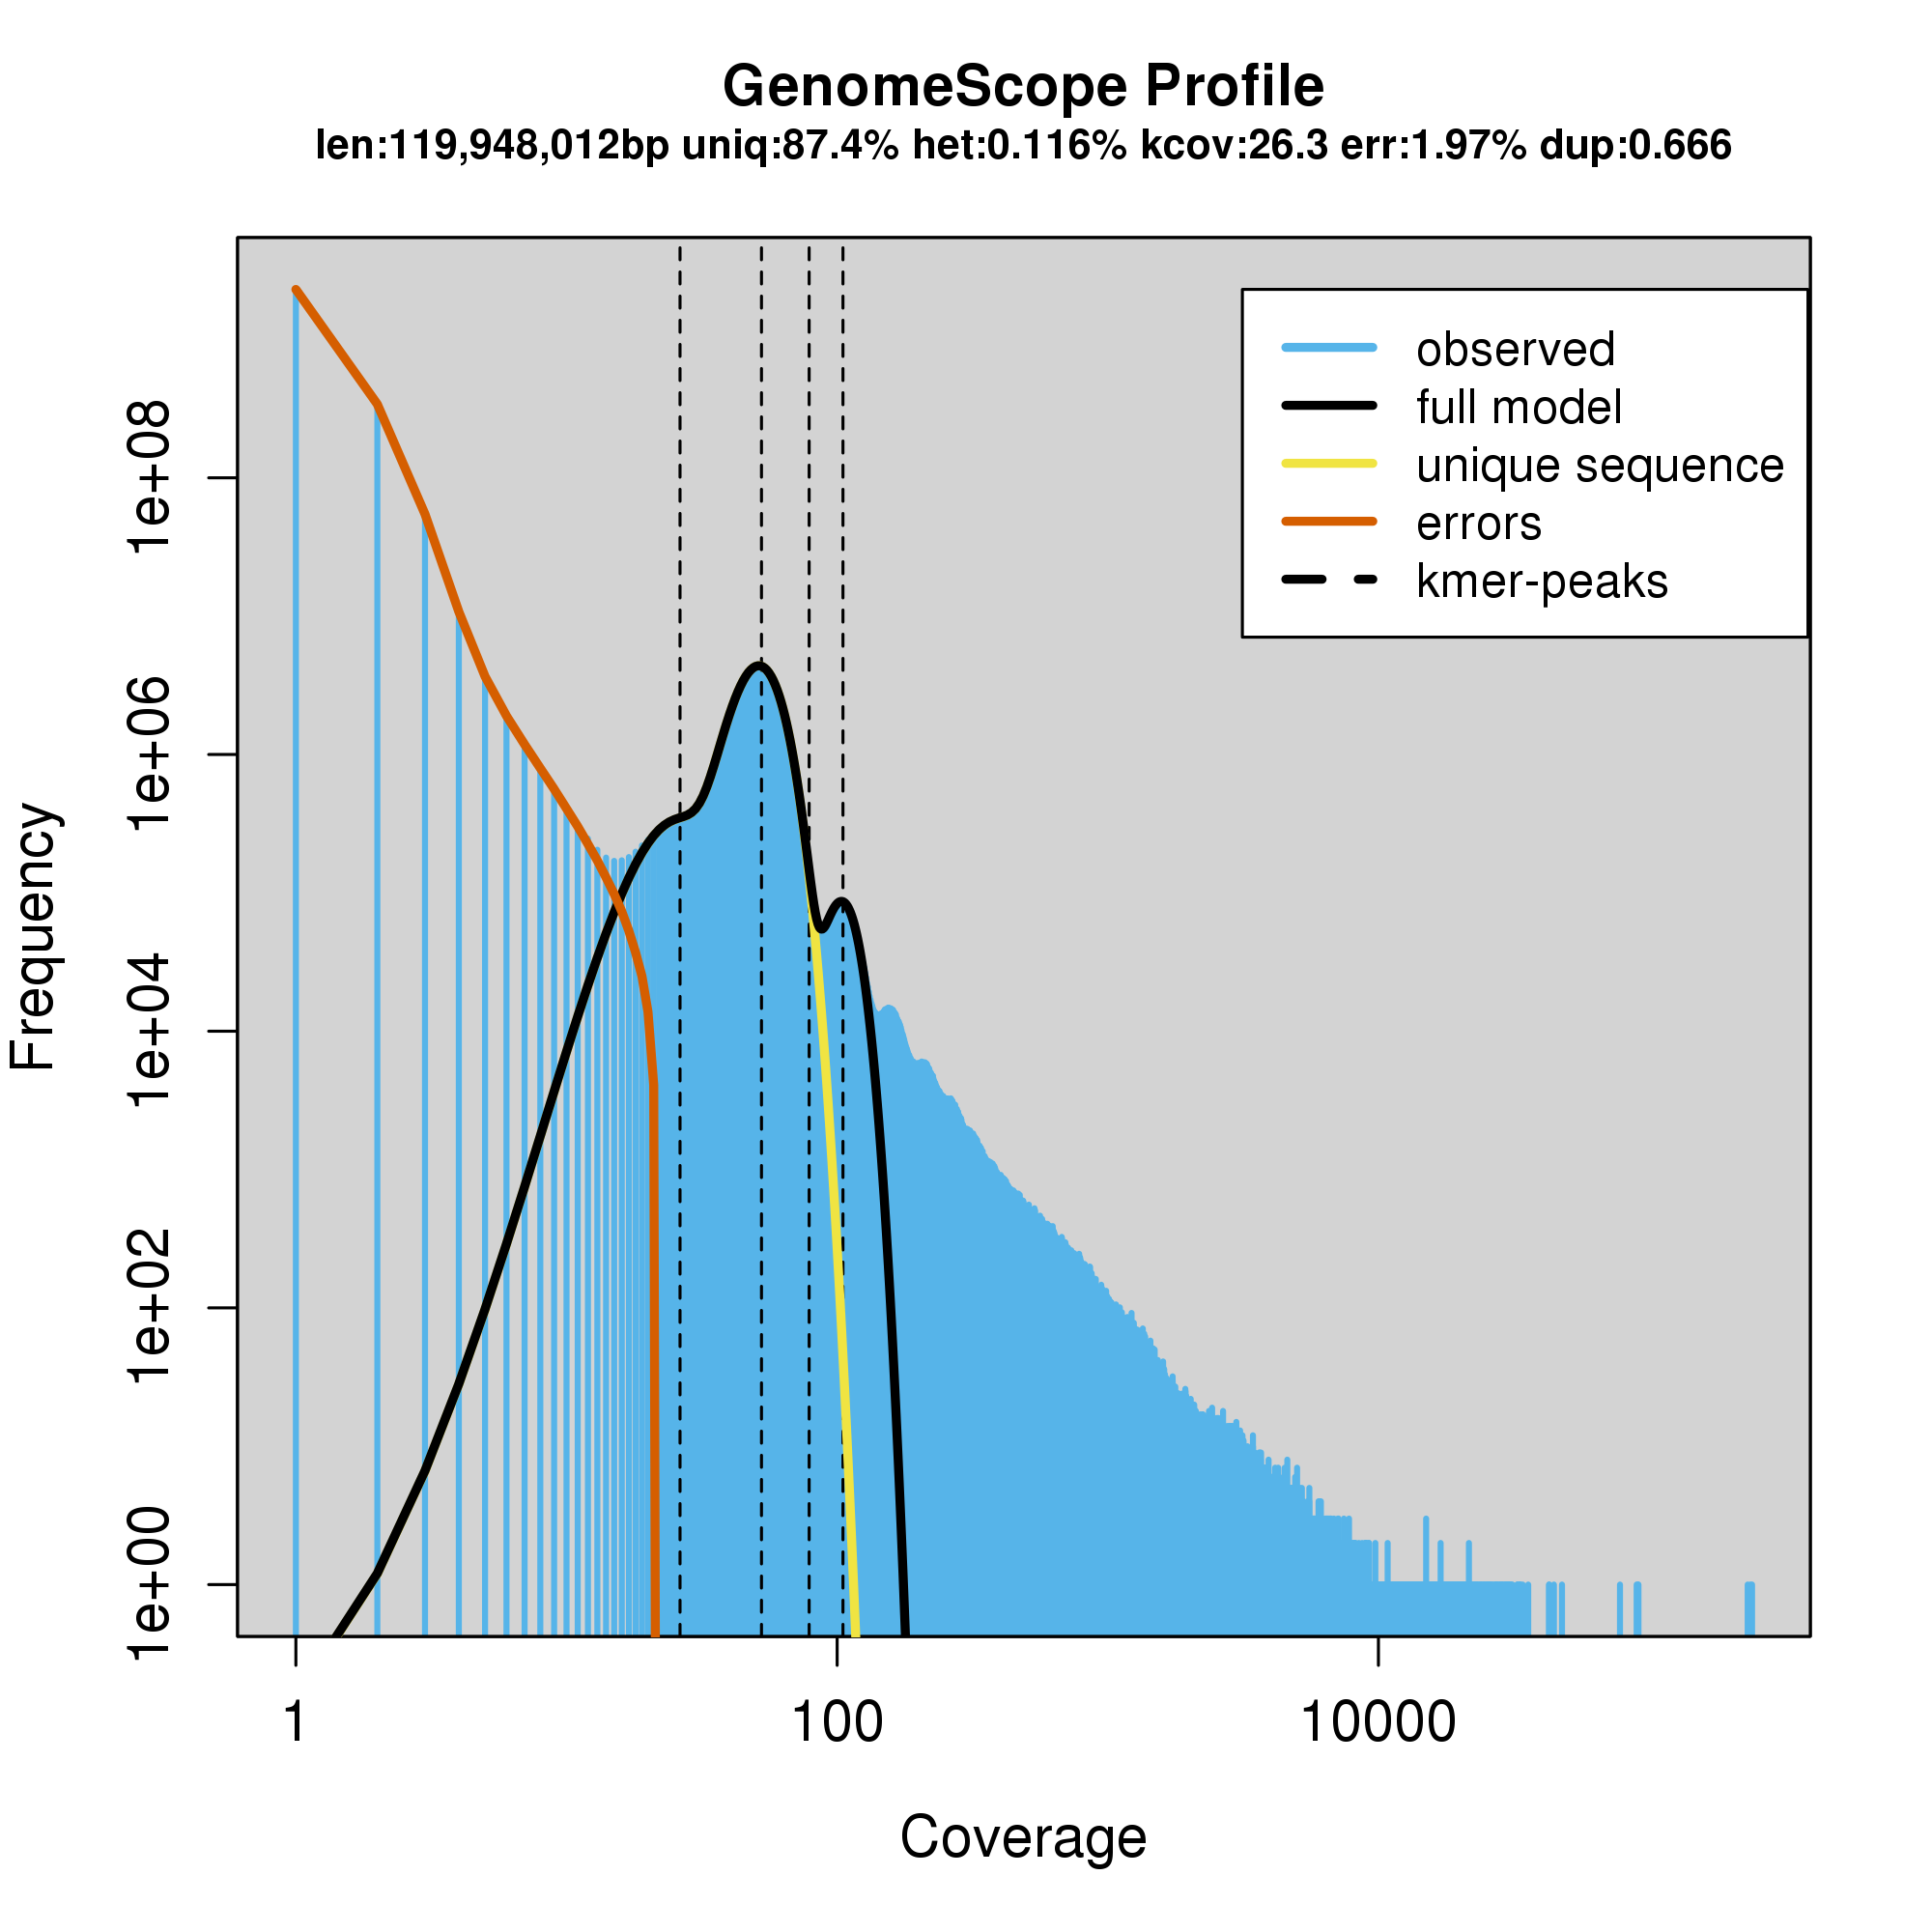 GenomeScope Profile
len:119,948,012bp uniq:87.4% het:0.116% kcov:26.3 err:1.97% dup:0.666
observed
full model
unique sequence
errors
kmer-peaks
Frequency
1e+08
1e+06
1e+04
1e+02
1e+00
1
100
10000
Coverage